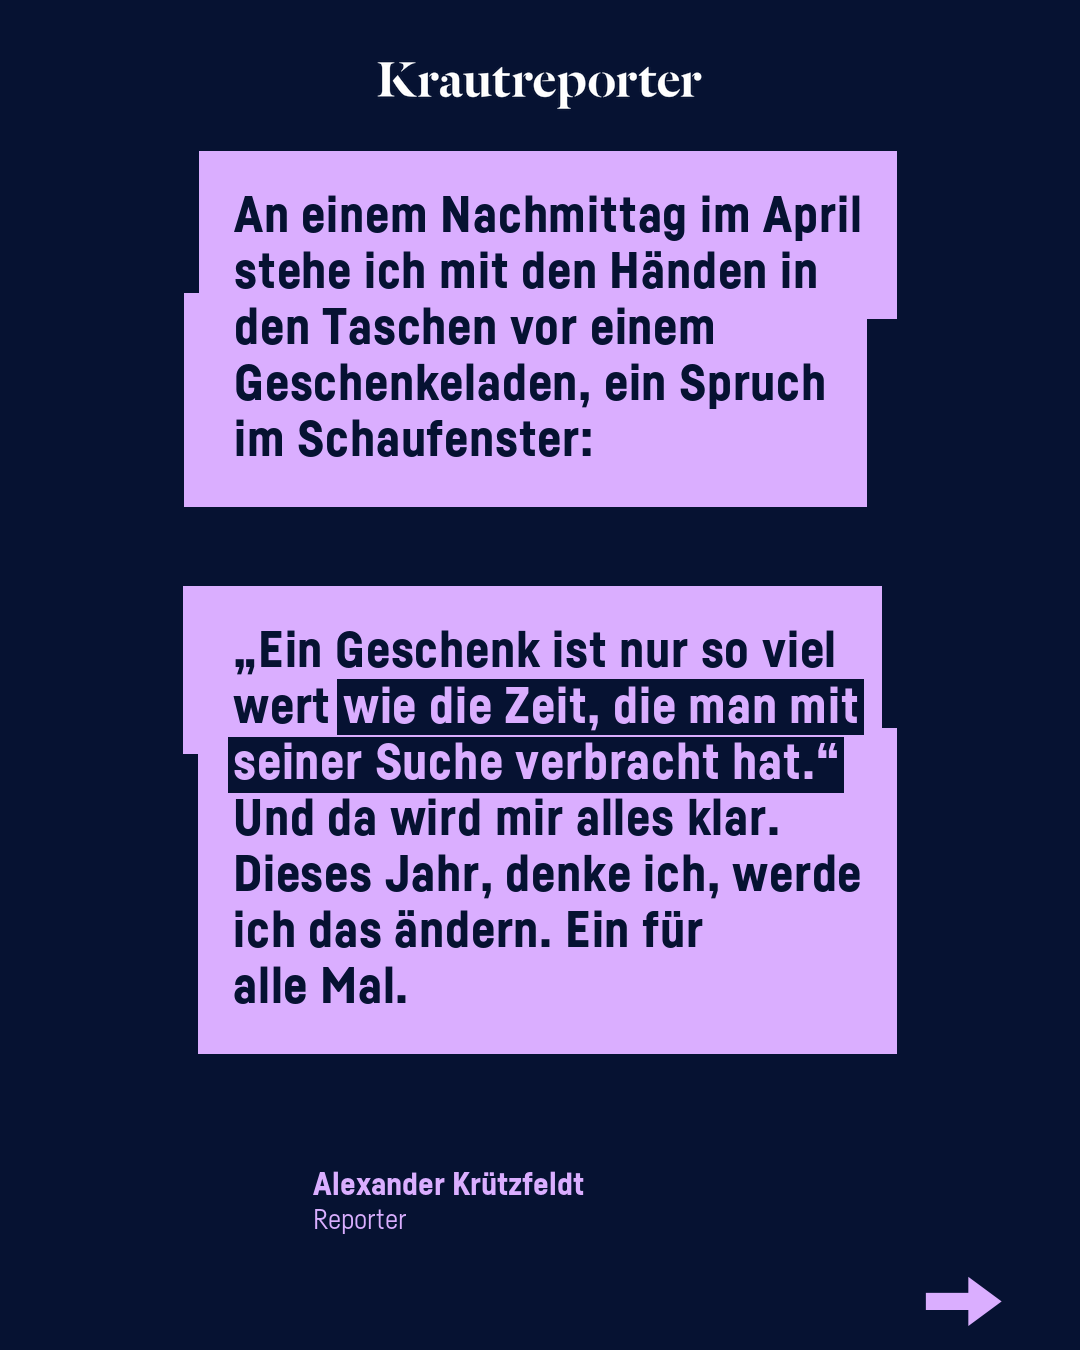 Krautreporter
An einem Nachmittag im April
stehe ich mit den Händen in
den Taschen vor einem
Geschenkeladen, ein Spruch
im Schaufenster:
„Ein Geschenk ist nur so viel
wert wie die Zeit, die man mit
seiner Suche verbracht hat.“
Und da wird mir alles klar.
Dieses Jahr, denke ich, werde
ich das ändern. Ein für
alle Mal.
Alexander Krützfeldt
Reporter